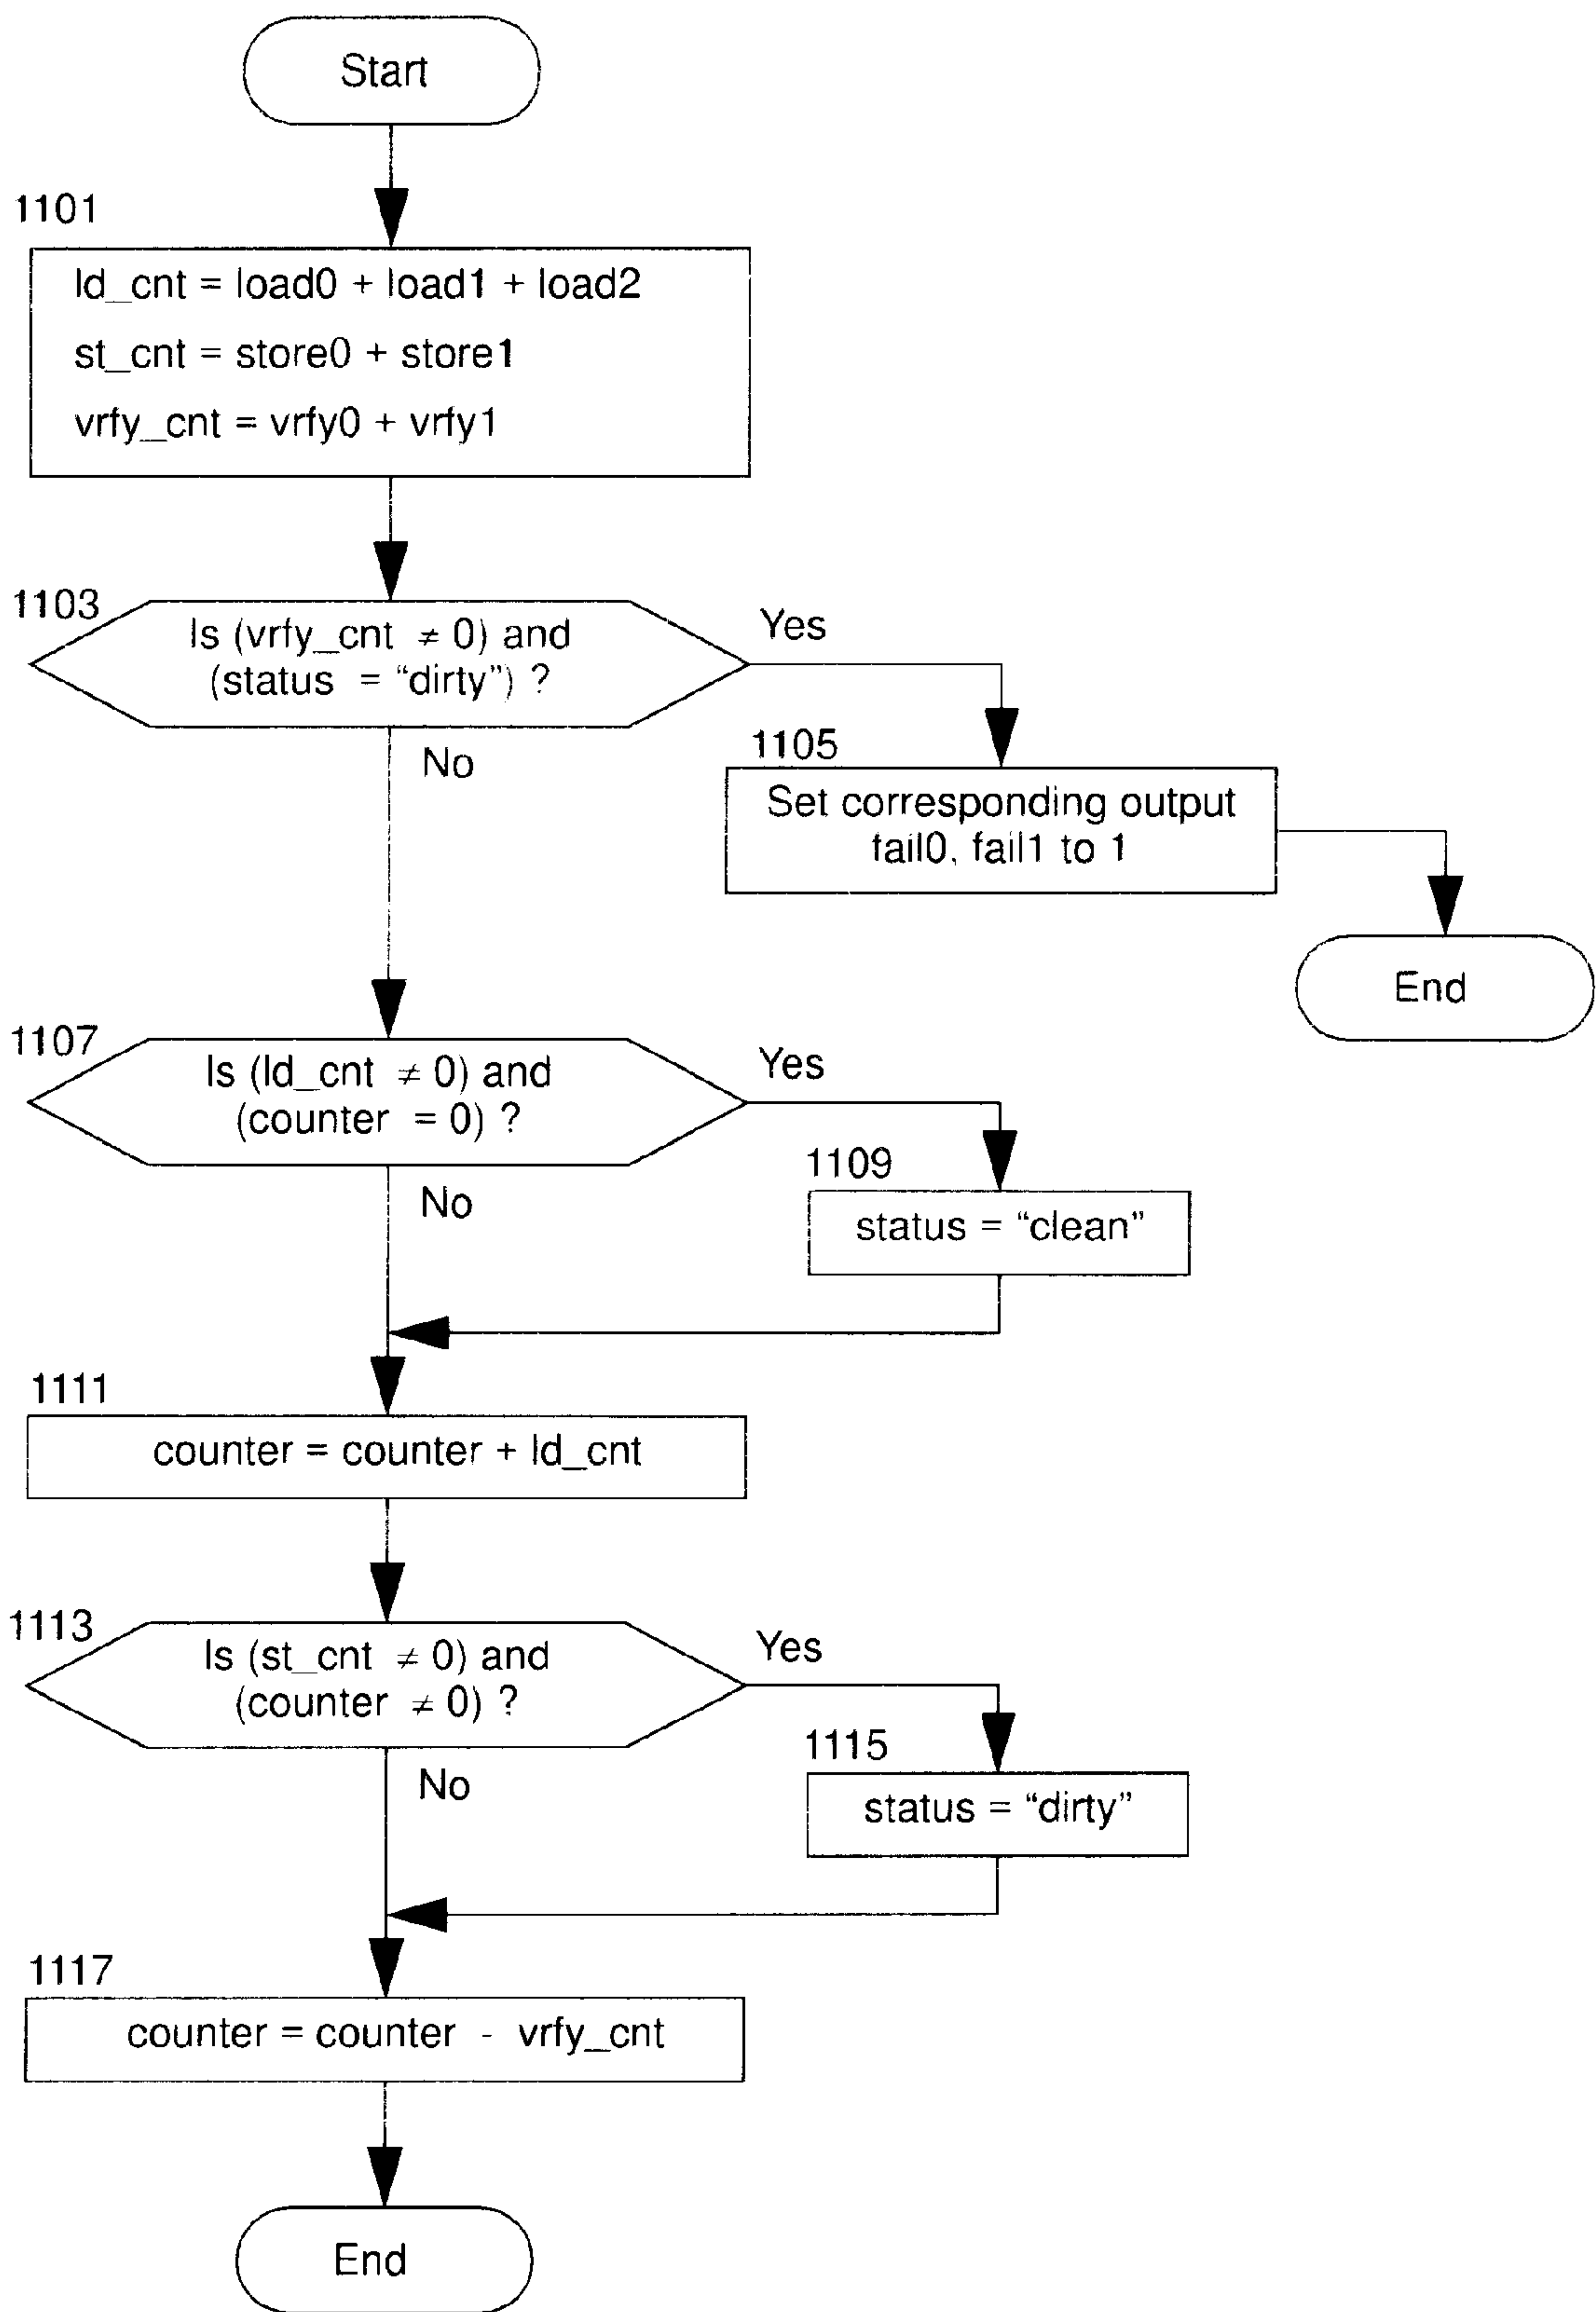 Start
1101
ld_cnt = load0 + load1 + load2
st_cnt = store0 + store1
vrfy_cnt = vrfy0 + vrfy1
1103
Is (vrfy_cnt ≠ 0) and
(status = “dirty”) ?
Yes
No
1105
Set corresponding output
fail0, fail1 to 1
End
1107
Is (ld_cnt ≠ 0) and
(counter = 0) ?
Yes
No
1109
status = “clean”
1111
counter = counter + ld_cnt
1113
Is (st_cnt ≠ 0) and
(counter ≠ 0) ?
Yes
No
1115
status = “dirty”
1117
counter = counter - vrfy_cnt
End